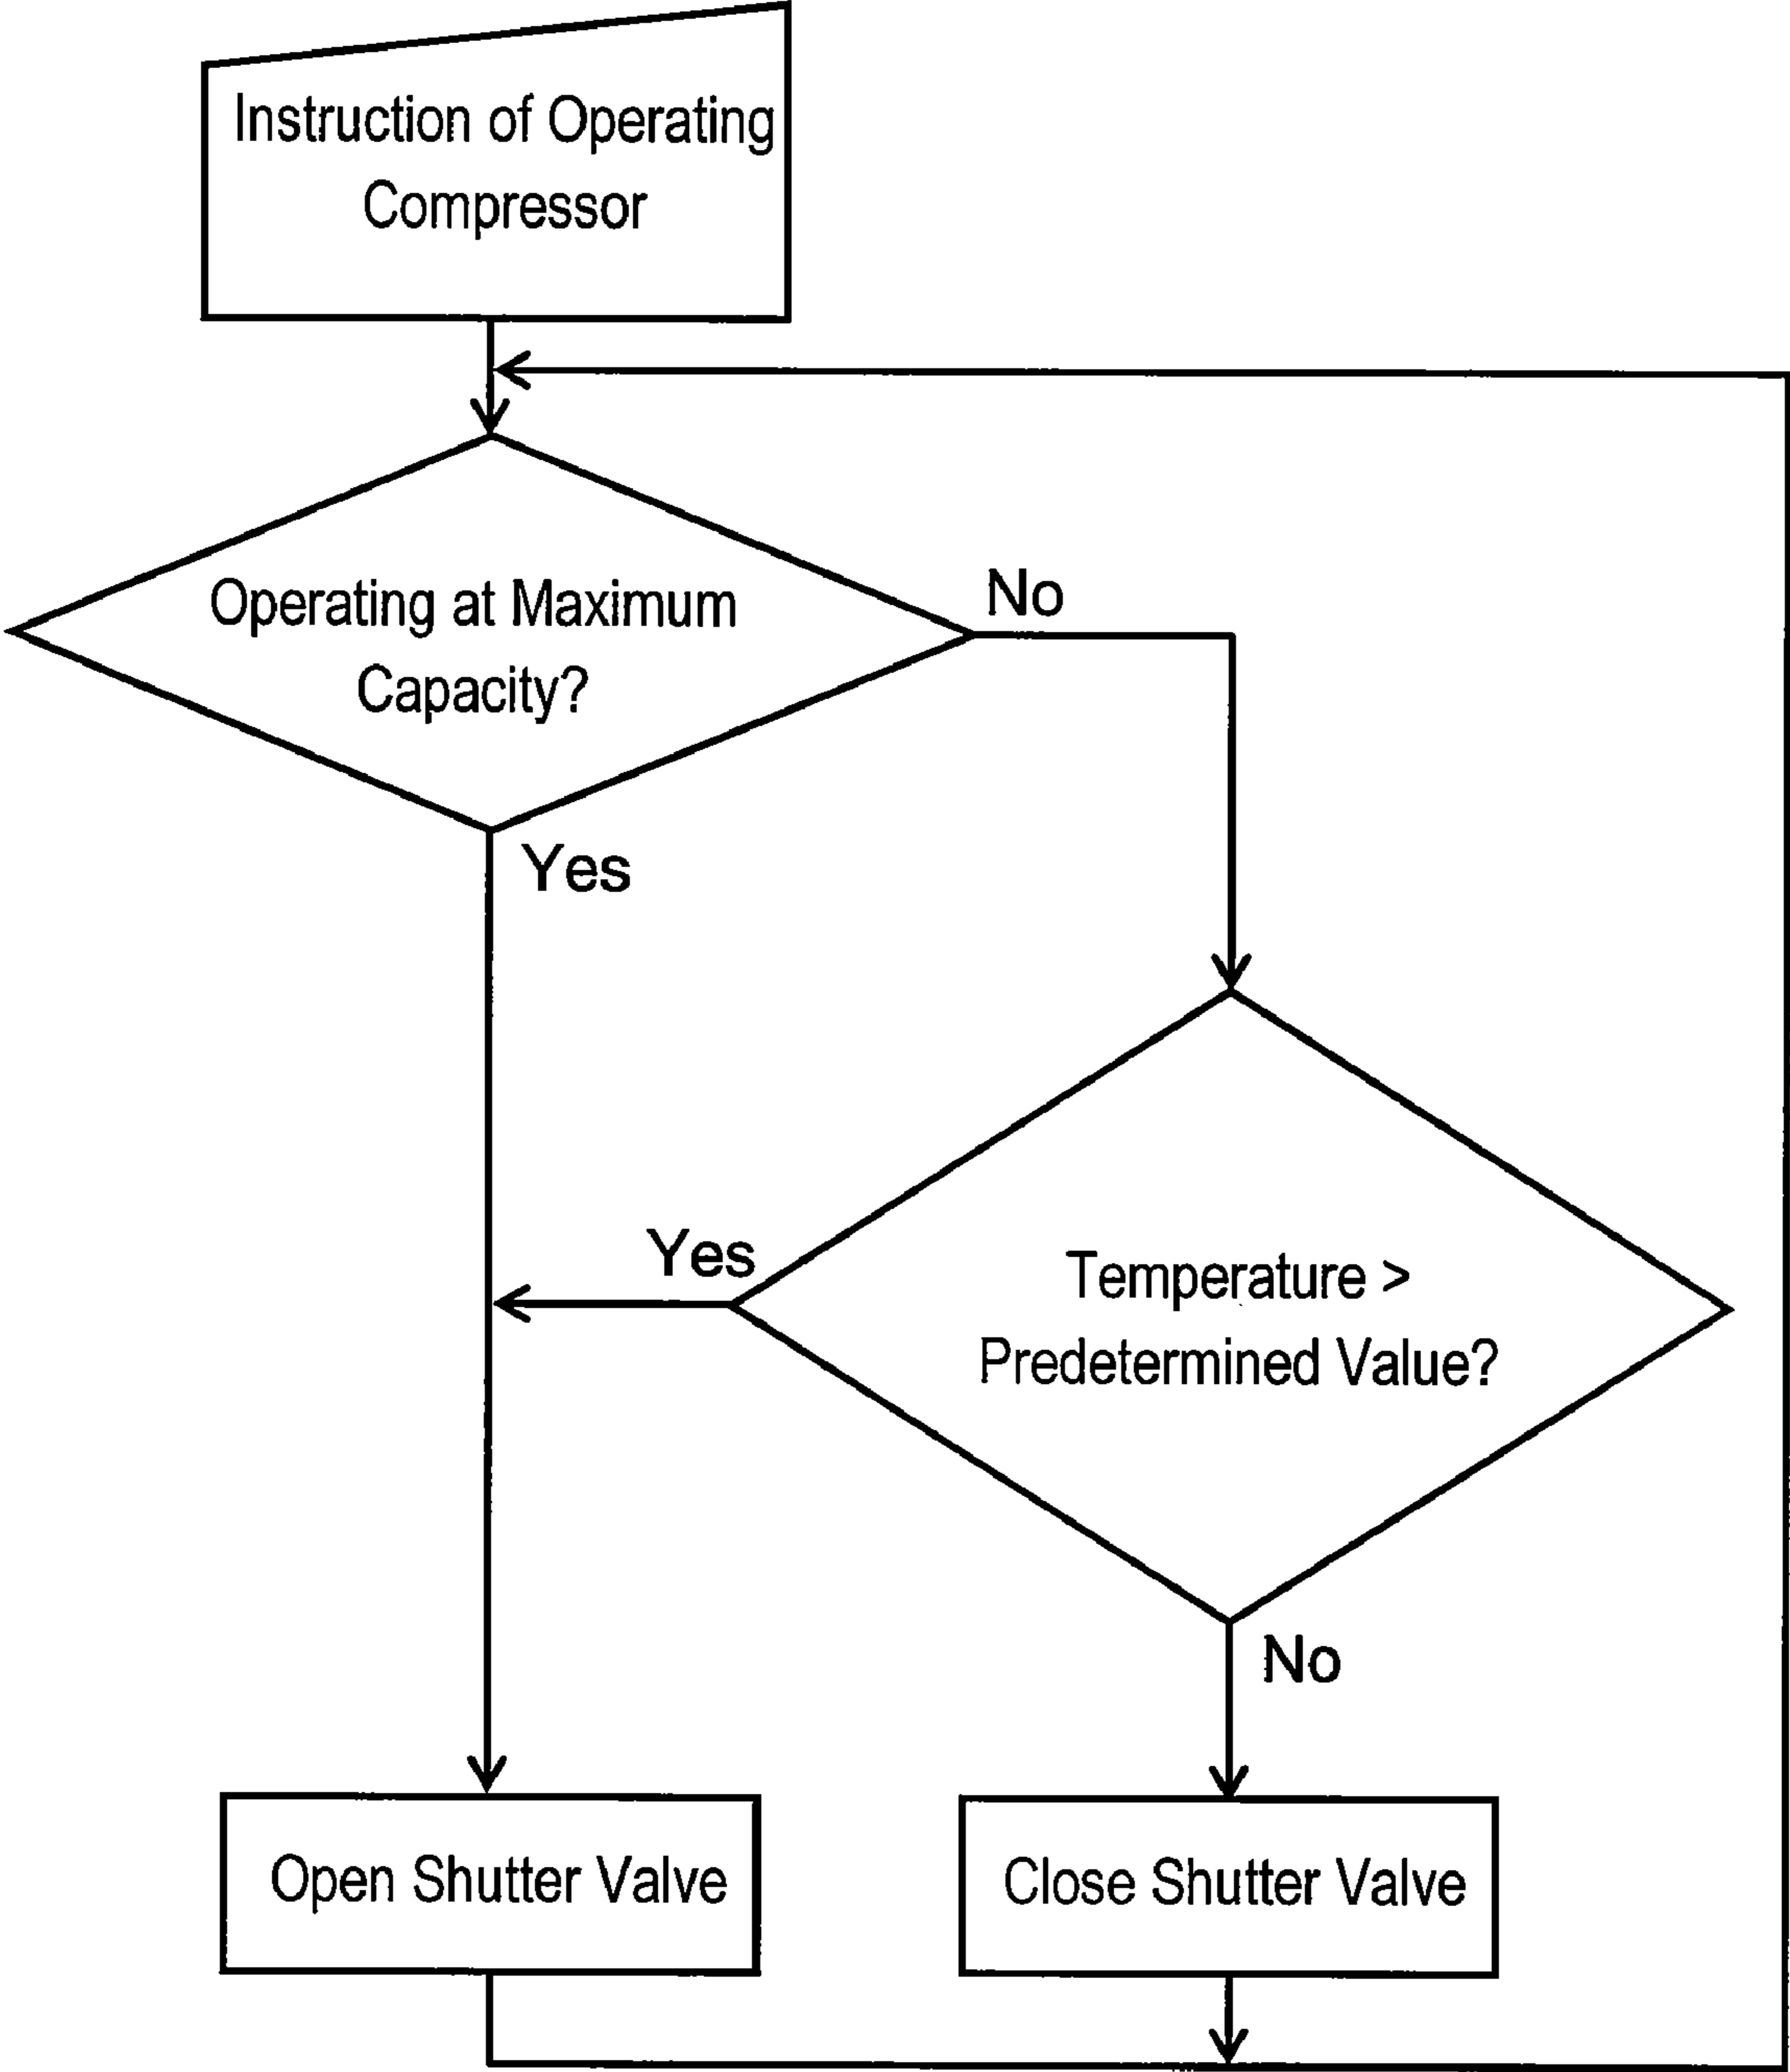 Instruction of Operating
Compressor
Operating at Maximum
Capacity?
No
Yes
Yes
Temperature >
Predetermined Value?
No
Open Shutter Valve
Close Shutter Valve